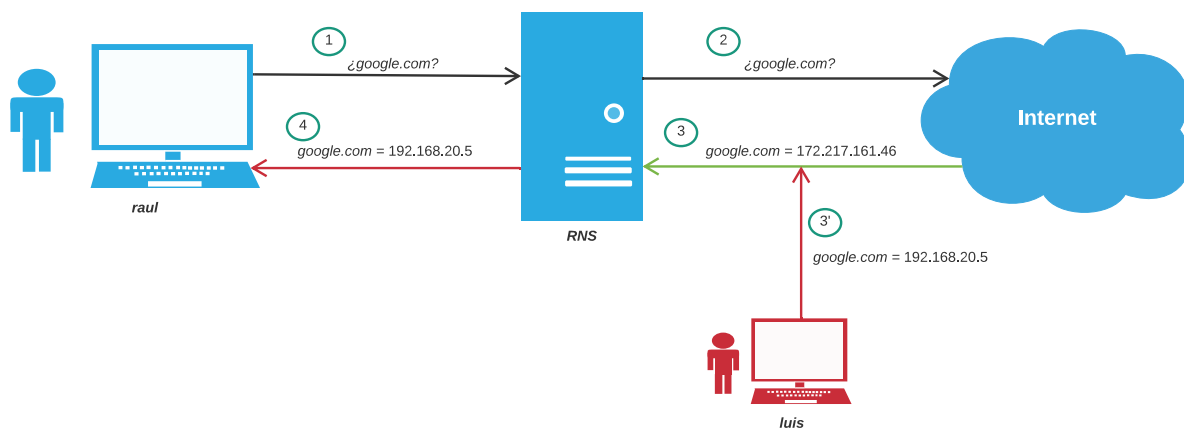 1
¿google.com?
2
¿google.com?
Internet
4
google.com = 192.168.20.5
3
google.com = 172.217.161.46
raul
RNS
3'
google.com = 192.168.20.5
luis